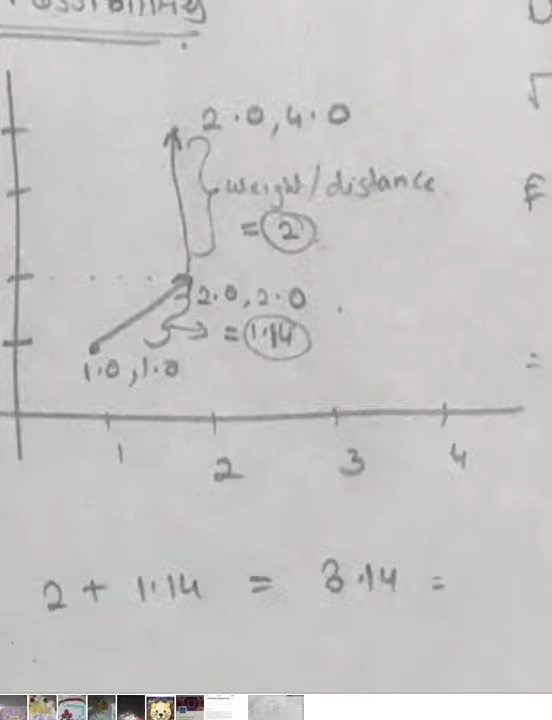 2.0, 4.0
weight/distance
= 2
2.0, 2.0
= 1.14
1.0, 1.0
1 2 3 4
2 + 1.14 = 3.14 =